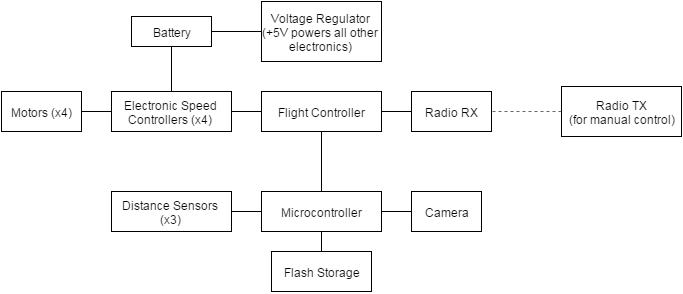 Battery
Voltage Regulator
(+5V powers all other
electronics)
Motors (x4)
Electronic Speed
Controllers (x4)
Flight Controller
Radio RX
Radio TX
(for manual control)
Distance Sensors
(x3)
Microcontroller
Camera
Flash Storage